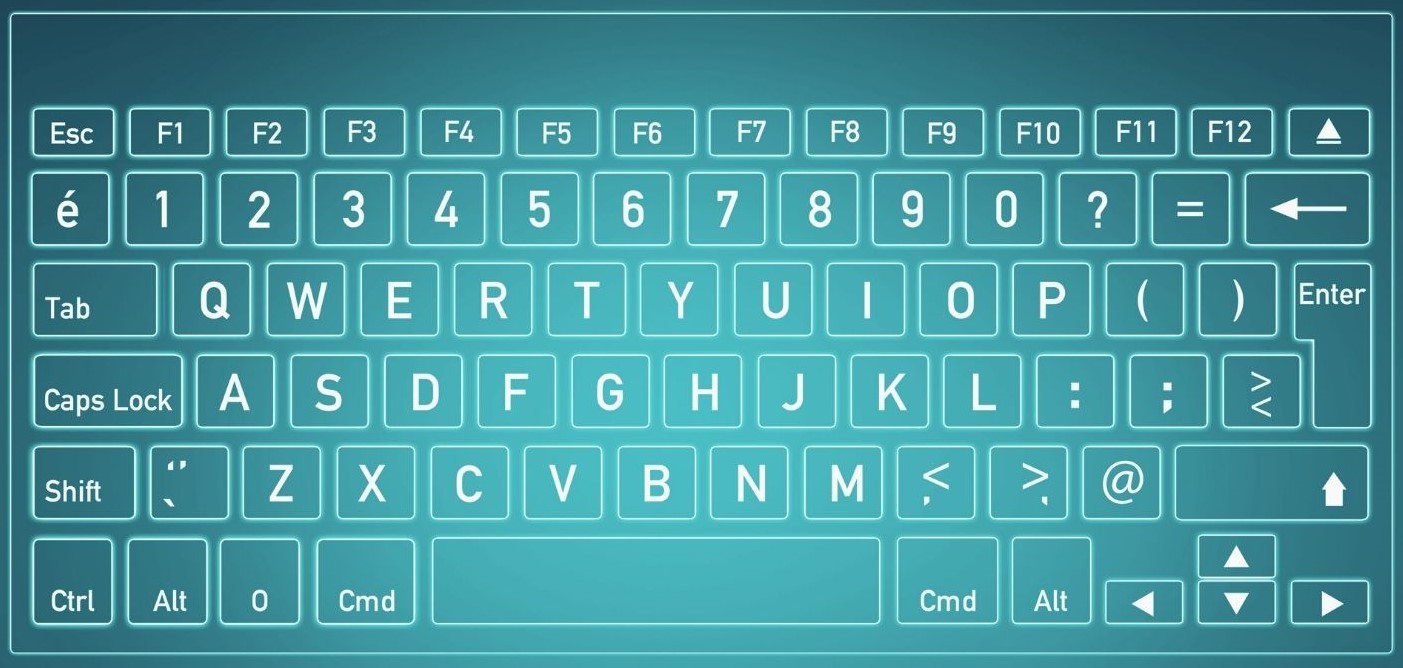 Esc F1 F2 F3 F4 F5 F6 F7 F8 F9 F10 F11 F12
é 1 2 3 4 5 6 7 8 9 0 ? =
Tab Q W E R T Y U I O P ( ) Enter
Caps Lock A S D F G H J K L : ; > <
Shift Z X C V B N M < , > , @
Ctrl Alt O Cmd Cmd Alt